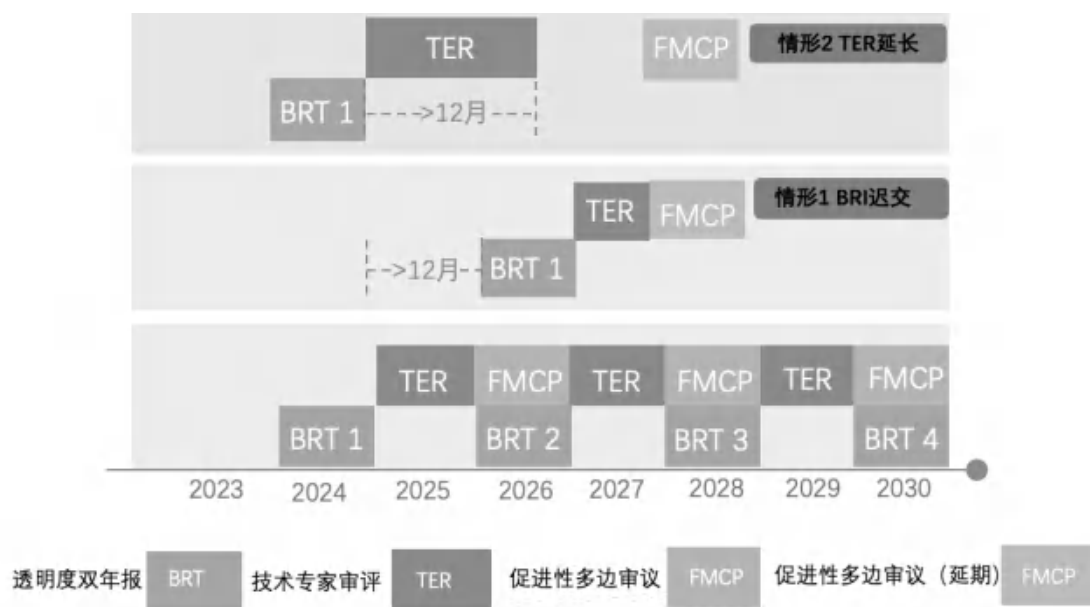 TER
FMCP
情形2 TER延长
BRT 1
>12月
情形1 BRI迟交
TER
FMCP
>12月
BRT 1
TER
FMCP
TER
FMCP
TER
FMCP
BRT 1
BRT 2
BRT 3
BRT 4
2023
2024
2025
2026
2027
2028
2029
2030
透明度双年报
BRT
技术专家审评
TER
促进性多边审议
FMCP
促进性多边审议（延期）
FMCP